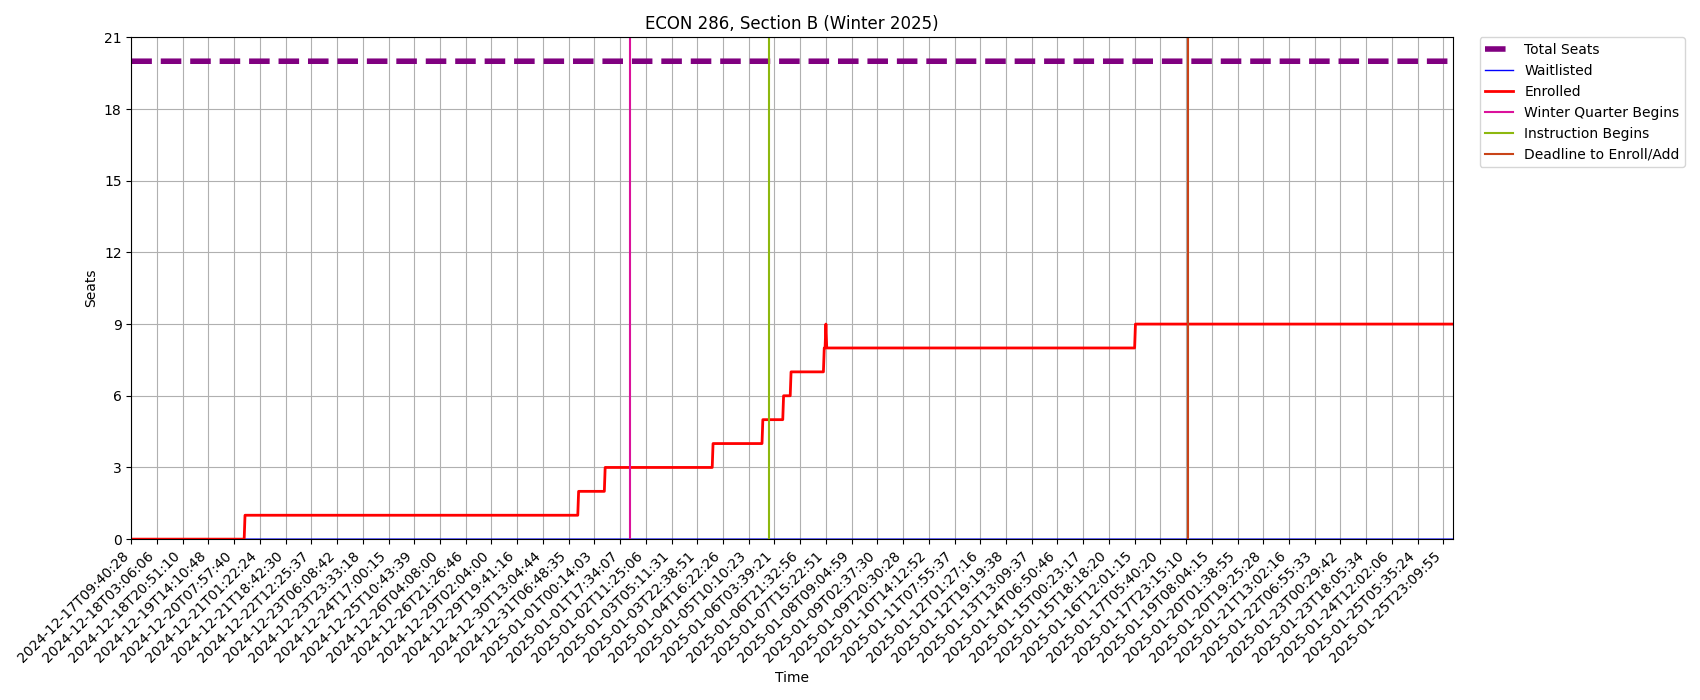 ECON 286, Section B (Winter 2025)
21
18
15
12
9
6
3
0
Seats
Total Seats
Waitlisted
Enrolled
Winter Quarter Begins
Instruction Begins
Deadline to Enroll/Add
2024-12-17T09:40:28
2024-12-18T03:06:06
2024-12-18T20:51:10
2024-12-19T14:10:48
2024-12-20T07:57:40
2024-12-21T01:22:24
2024-12-21T18:42:30
2024-12-22T12:25:37
2024-12-23T06:08:42
2024-12-23T23:33:18
2024-12-24T17:00:15
2024-12-25T10:43:39
2024-12-26T04:08:00
2024-12-26T21:26:46
2024-12-29T02:04:00
2024-12-29T19:41:16
2024-12-30T13:04:44
2024-12-31T06:48:35
2025-01-01T00:14:03
2025-01-01T17:34:07
2025-01-02T11:25:06
2025-01-03T05:11:31
2025-01-03T22:38:51
2025-01-04T16:22:26
2025-01-05T10:10:23
2025-01-06T03:39:21
2025-01-06T21:32:56
2025-01-07T15:22:51
2025-01-08T09:04:59
2025-01-09T02:37:30
2025-01-09T20:30:28
2025-01-10T14:12:52
2025-01-11T07:55:37
2025-01-12T01:27:16
2025-01-12T19:19:38
2025-01-13T13:09:37
2025-01-14T06:50:46
2025-01-15T00:23:17
2025-01-15T18:18:20
2025-01-16T12:01:15
2025-01-17T05:40:20
2025-01-17T23:15:10
2025-01-19T08:04:15
2025-01-20T01:38:55
2025-01-20T19:25:28
2025-01-21T13:02:16
2025-01-22T06:55:33
2025-01-23T00:29:42
2025-01-23T18:05:34
2025-01-24T12:02:06
2025-01-25T05:35:24
2025-01-25T23:09:55
Time